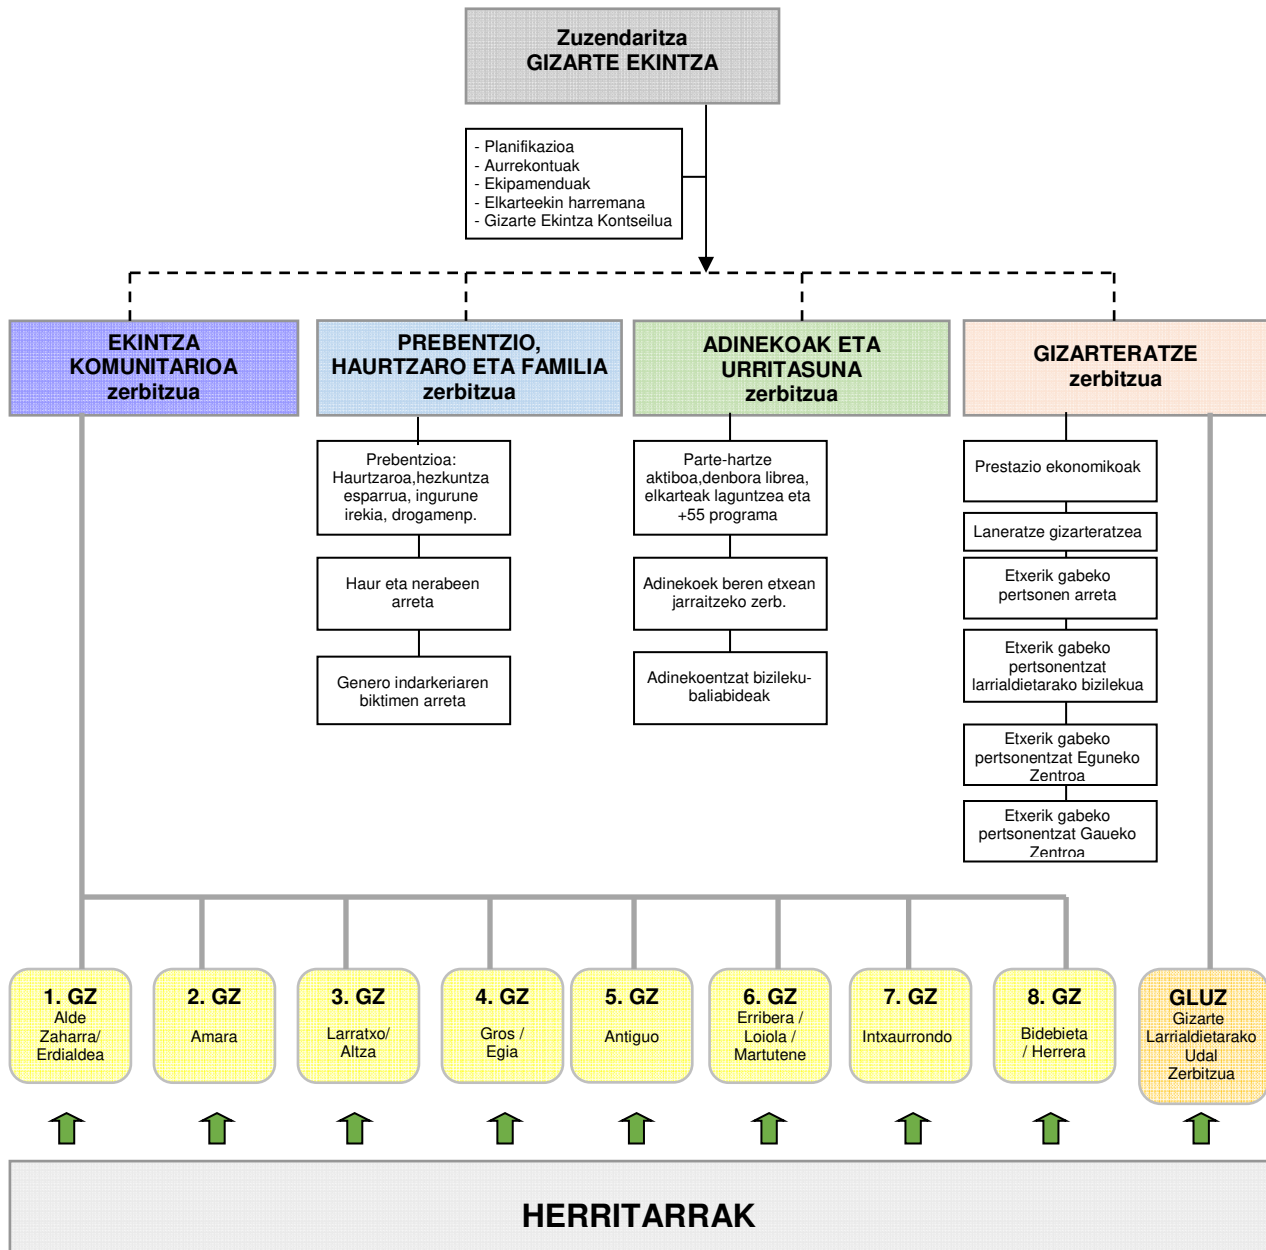 Zuzendaritza
GIZARTE EKINTZA
- Planifikazioa
- Aurrekontuak
- Ekipamenduak
- Elkarteekin harremana
- Gizarte Ekintza Kontseilua
EKINTZA
KOMUNITARIOA
zerbitzua
PREBENTZIO,
HAURTZARO ETA FAMILIA
zerbitzua
ADINEKOAK ETA
URRITASUNA
zerbitzua
GIZARTERATZE
zerbitzua
Prebentzioa:
Haurtzaroa,hezkuntza
esparrua, ingurune
irekia, drogamenp.
Haur eta nerabeen
arreta
Genero indarkeriaren
biktimen arreta
Parte-hartze
aktiboa,denbora librea,
elkarteak laguntzea eta
+55 programa
Adinekoek beren etxean
jarraitzeko zerb.
Adinekoentzat bizileku-
baliabideak
Prestazio ekonomikoak
Laneratze gizarteratzea
Etxerik gabeko
pertsonen arreta
Etxerik gabeko
pertsonentzat
larrialdietarako bizilekua
Etxerik gabeko
pertsonentzat Eguneko
Zentroa
Etxerik gabeko
pertsonentzat Gaueko
Zentroa
1. GZ
Alde
Zaharra/
Erdialdea
2. GZ
Amara
3. GZ
Larratxo/
Altza
4. GZ
Gros /
Egia
5. GZ
Antiguo
6. GZ
Erribera /
Loiola /
Martutene
7. GZ
Intxaurrondo
8. GZ
Bidebieta
/ Herrera
GLUZ
Gizarte
Larrialdietarako
Udal
Zerbitzua
HERRITARRAK